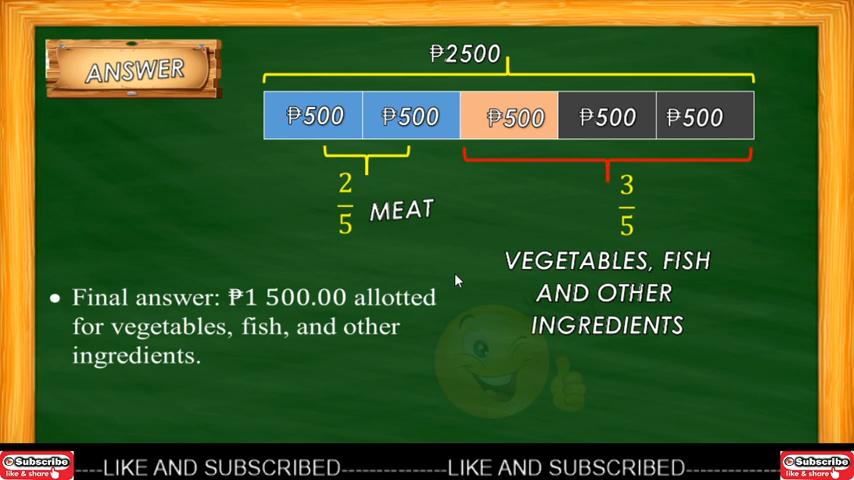 ANSWER
₱2500
₱500 ₱500 ₱500 ₱500 ₱500
2/5 MEAT
3/5
VEGETABLES, FISH
AND OTHER
INGREDIENTS
• Final answer: ₱1 500.00 allotted
for vegetables, fish, and other
ingredients.
Subscribe
like & share
----LIKE AND SUBSCRIBED--------------LIKE AND SUBSCRIBED------------
Subscribe
like & share